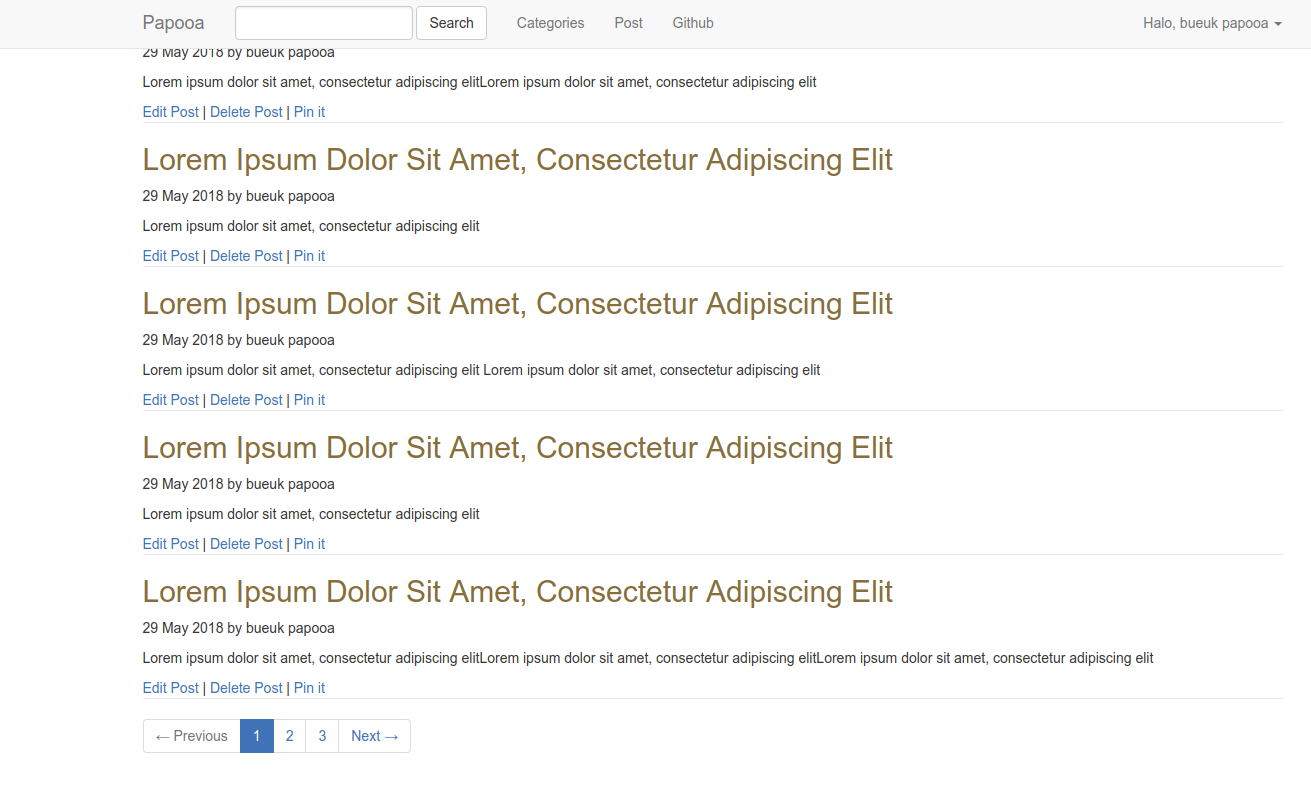 Papooa Search Categories Post Github Halo, bueuk papooa
29 May 2018 by bueuk papooa
Lorem ipsum dolor sit amet, consectetur adipiscing elitLorem ipsum dolor sit amet, consectetur adipiscing elit
Edit Post | Delete Post | Pin it
Lorem Ipsum Dolor Sit Amet, Consectetur Adipiscing Elit
29 May 2018 by bueuk papooa
Lorem ipsum dolor sit amet, consectetur adipiscing elit
Edit Post | Delete Post | Pin it
Lorem Ipsum Dolor Sit Amet, Consectetur Adipiscing Elit
29 May 2018 by bueuk papooa
Lorem ipsum dolor sit amet, consectetur adipiscing elit Lorem ipsum dolor sit amet, consectetur adipiscing elit
Edit Post | Delete Post | Pin it
Lorem Ipsum Dolor Sit Amet, Consectetur Adipiscing Elit
29 May 2018 by bueuk papooa
Lorem ipsum dolor sit amet, consectetur adipiscing elit
Edit Post | Delete Post | Pin it
Lorem Ipsum Dolor Sit Amet, Consectetur Adipiscing Elit
29 May 2018 by bueuk papooa
Lorem ipsum dolor sit amet, consectetur adipiscing elitLorem ipsum dolor sit amet, consectetur adipiscing elitLorem ipsum dolor sit amet, consectetur adipiscing elit
Edit Post | Delete Post | Pin it
← Previous 1 2 3 Next →